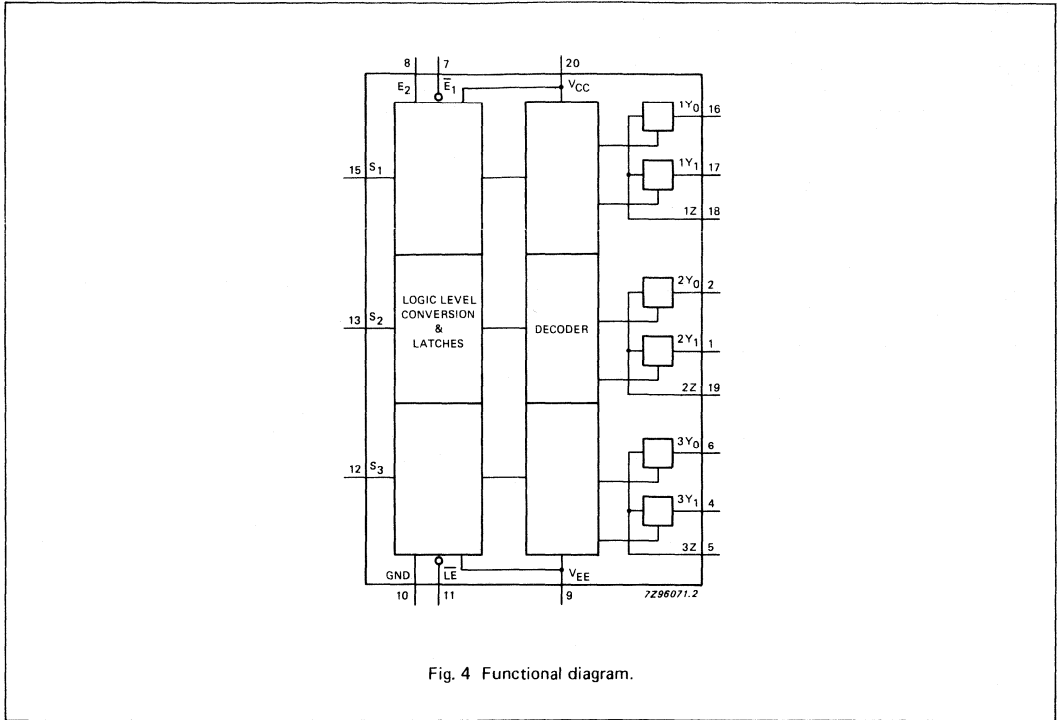 8 7 20
E2 E̅1 VCC
1Y0 16
15 S1
1Y1 17
1Z 18
2Y0 2
LOGIC LEVEL
CONVERSION
&
LATCHES
DECODER
13 S2
2Y1 1
2Z 19
3Y0 6
12 S3
3Y1 4
3Z 5
GND L̅E̅ VEE
10 11 9
7Z96071.2
Fig. 4 Functional diagram.